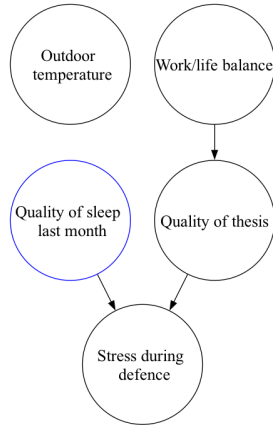 Outdoor
temperature
Work/life balance
Quality of sleep
last month
Quality of thesis
Stress during
defence